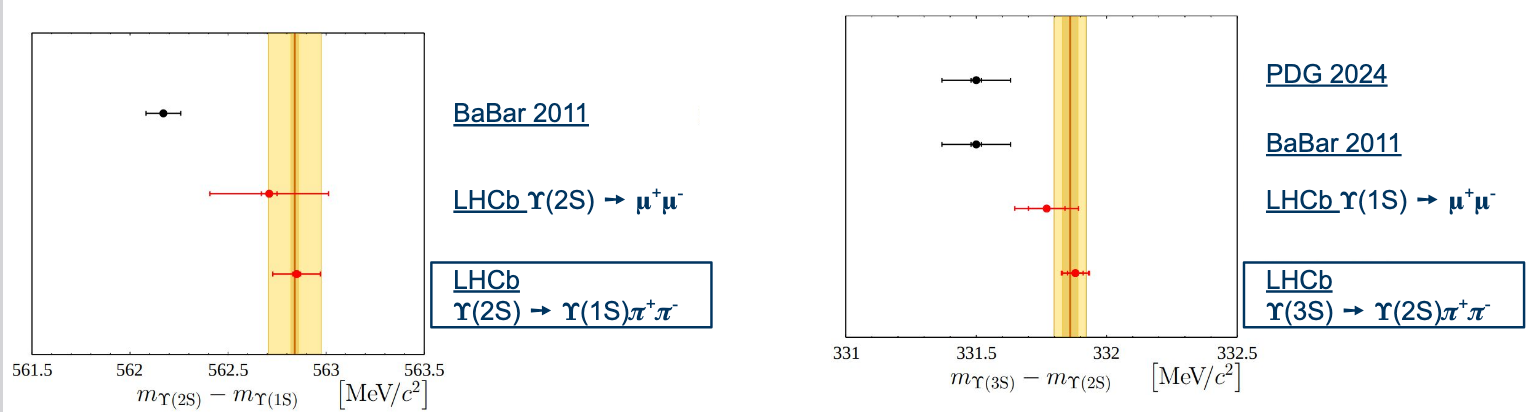 BaBar 2011
LHCb ϒ(2S) → μ⁺μ⁻
LHCb
ϒ(2S) → ϒ(1S)π⁺π⁻
561.5 562 562.5 563 563.5
m_ϒ(2S) − m_ϒ(1S) [MeV/c²]
PDG 2024
BaBar 2011
LHCb ϒ(1S) → μ⁺μ⁻
LHCb
ϒ(3S) → ϒ(2S)π⁺π⁻
331 331.5 332 332.5
m_ϒ(3S) − m_ϒ(2S) [MeV/c²]